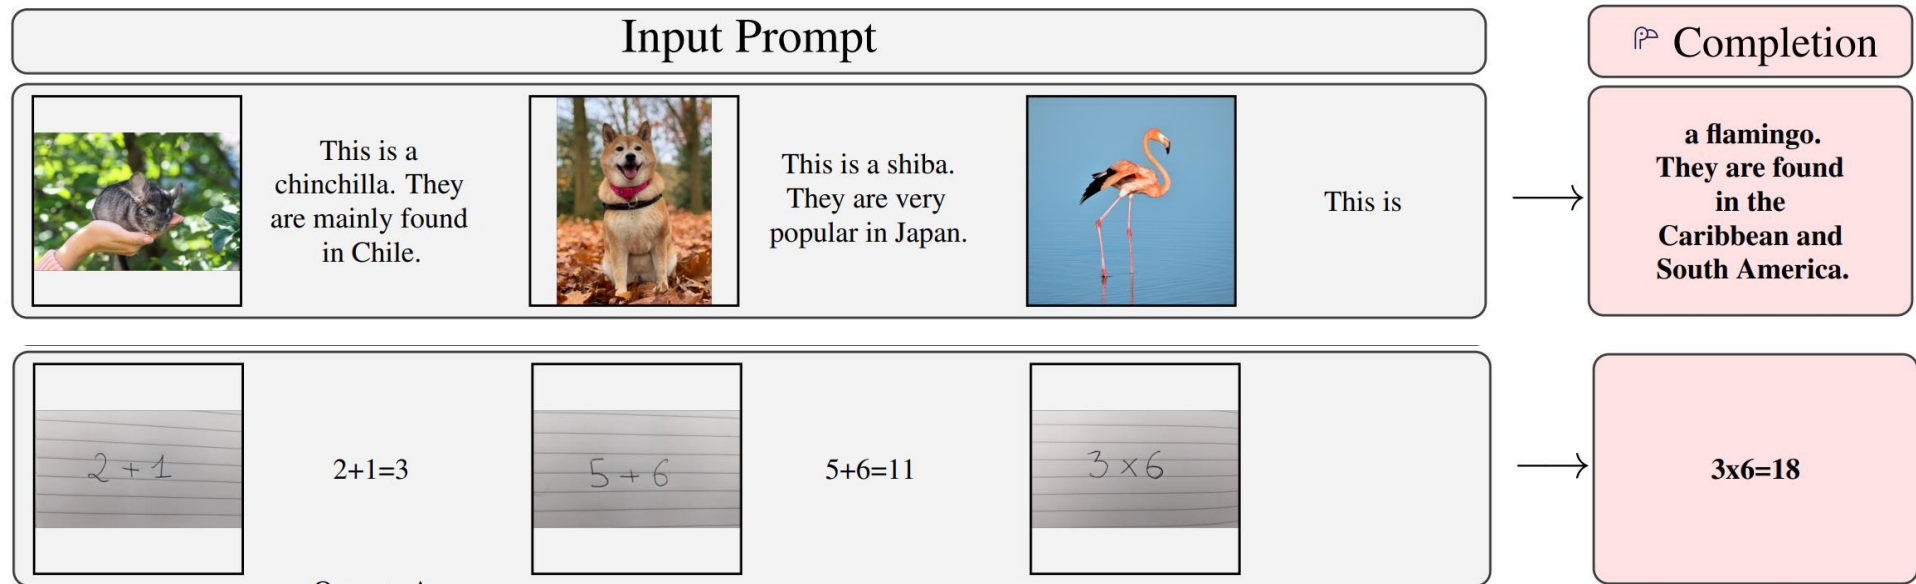 Input Prompt
Completion
This is a
chinchilla. They
are mainly found
in Chile.
This is a shiba.
They are very
popular in Japan.
This is
a flamingo.
They are found
in the
Caribbean and
South America.
2 + 1
2+1=3
5 + 6
5+6=11
3 × 6
3x6=18